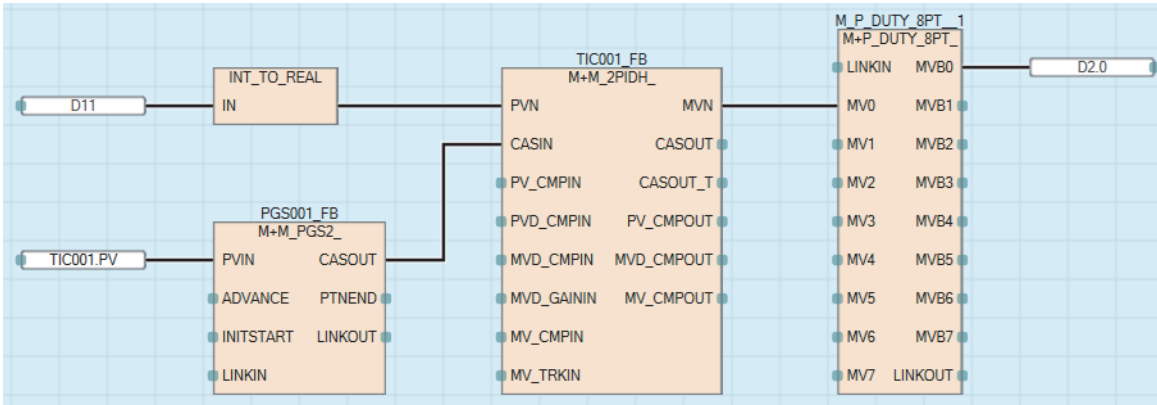 M_P_DUTY_8PT__1
M+P_DUTY_8PT_
LINKIN MVB0
D2.0
MV0 MVB1
MV1 MVB2
MV2 MVB3
MV3 MVB4
MV4 MVB5
MV5 MVB6
MV6 MVB7
MV7 LINKOUT
TIC001_FB
M+M_2PIDH_
PVN MVN
CASIN CASOUT
PV_CMPIN CASOUT_T
PVD_CMPIN PV_CMPOUT
MVD_CMPIN MVD_CMPOUT
MVD_GAININ MV_CMPOUT
MV_CMPIN
MV_TRKIN
INT_TO_REAL
D11
IN
PGS001_FB
M+M_PGS2_
TIC001.PV
PVIN CASOUT
ADVANCE PTNEND
INITSTART LINKOUT
LINKIN